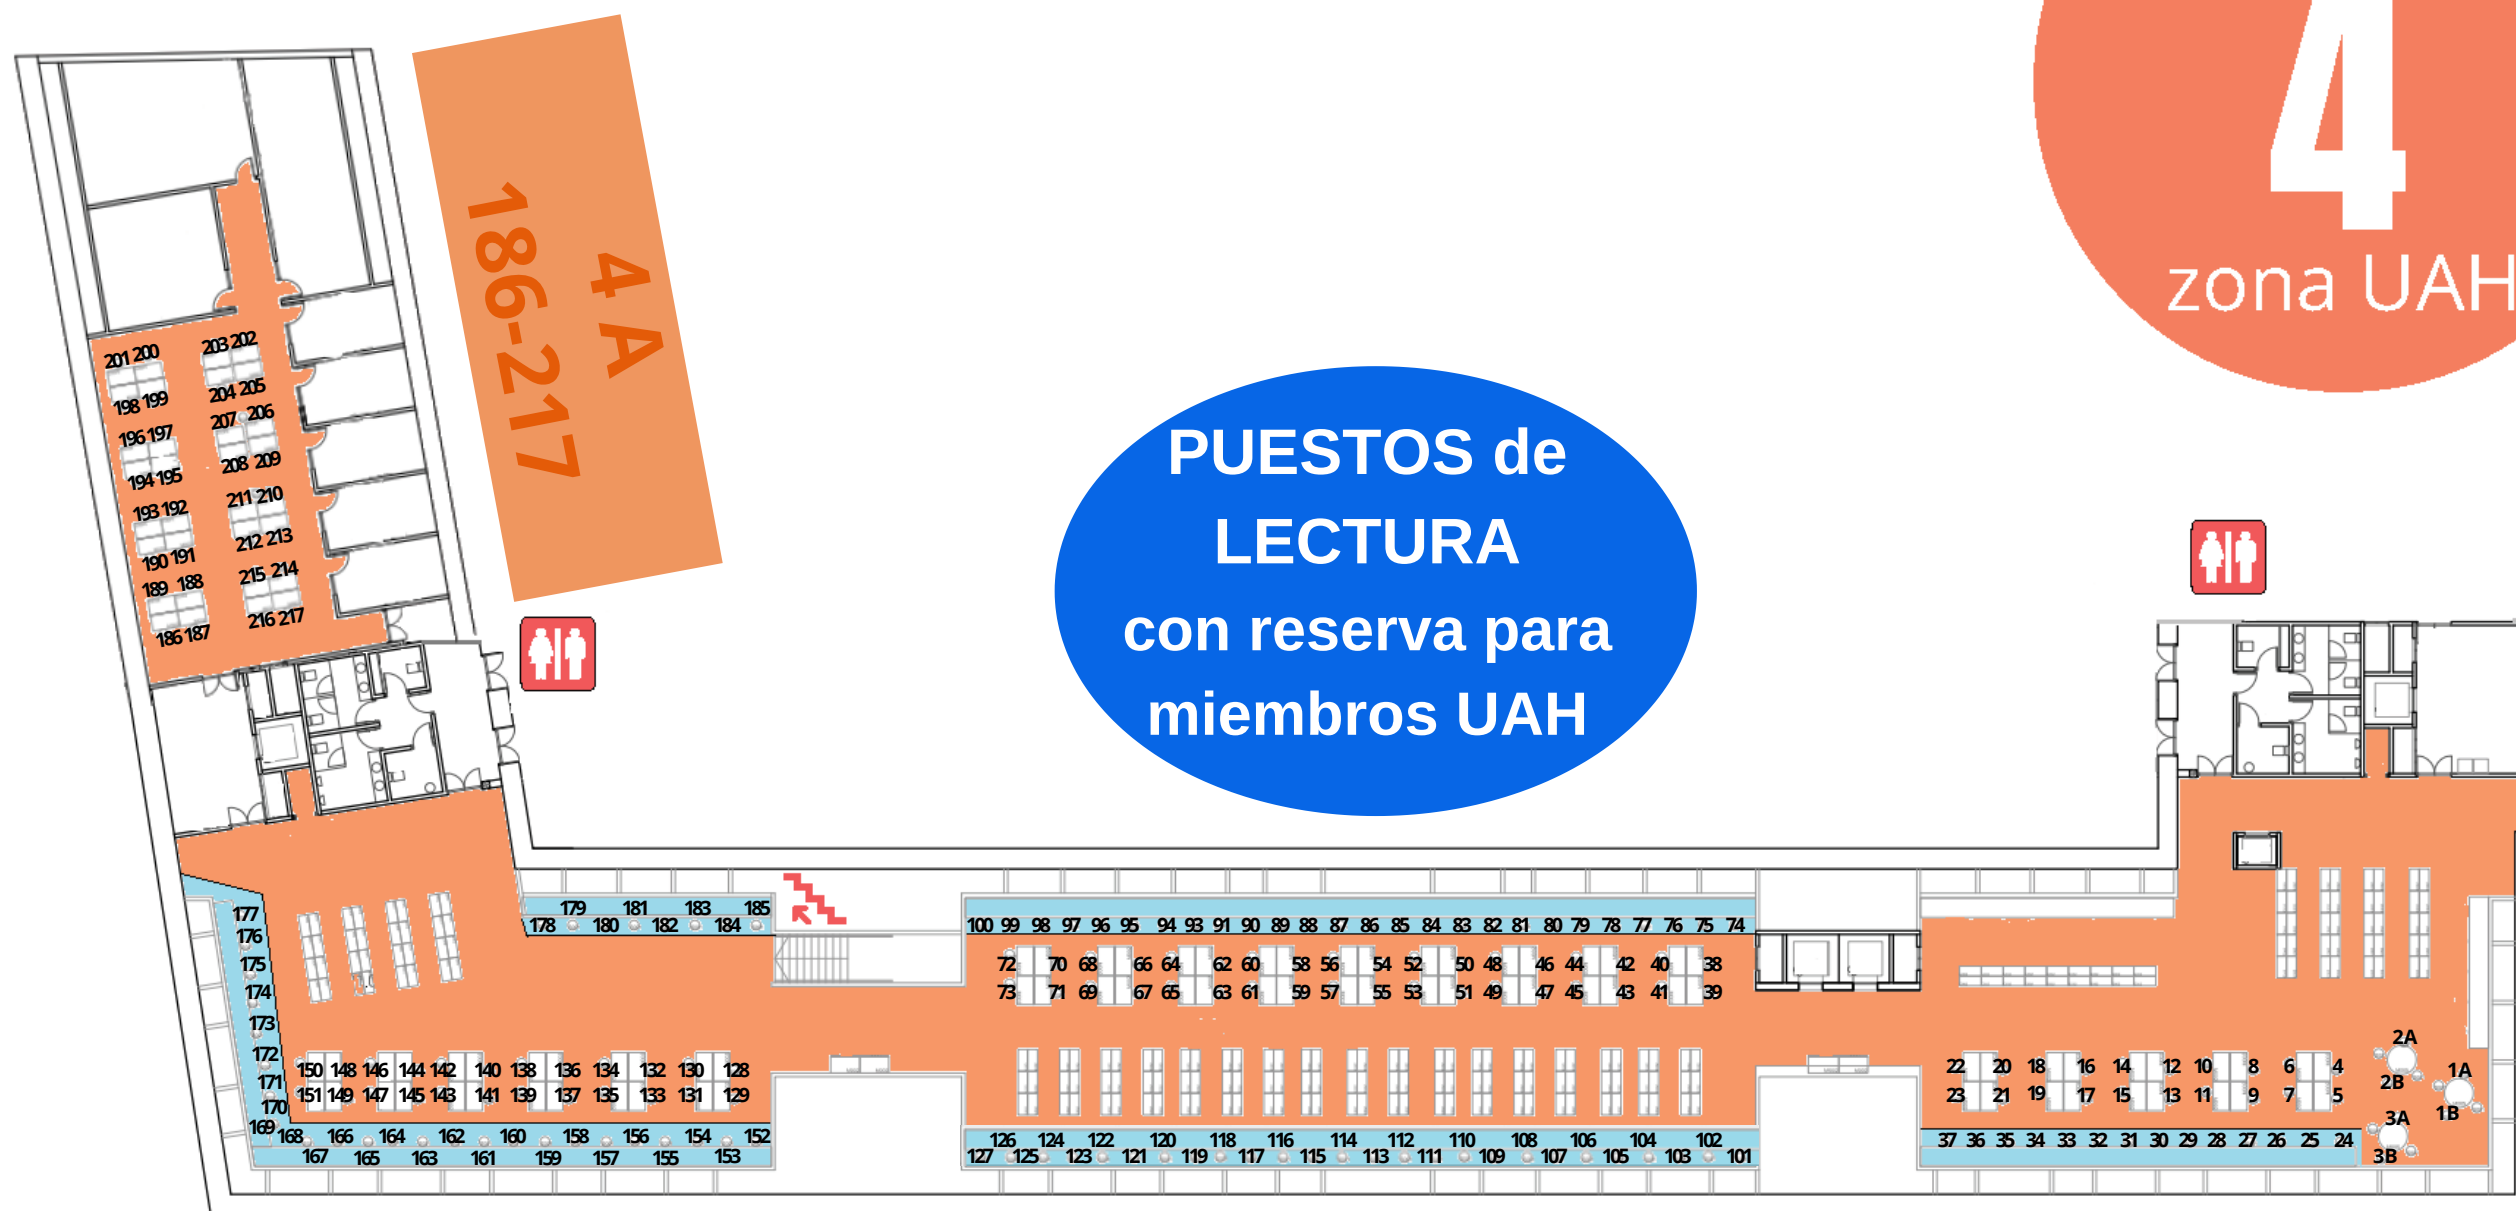 4
zona UAH
4 A
186-217
PUESTOS de
LECTURA
con reserva para
miembros UAH
201 200
203 202
198 199
204 205
207 206
196 197
208 209
194 195
211 210
193 192
212 213
190 191
215 214
189 188
216 217
186 187
177
176
175
174
173
172
171
170
169
179 181 183 185
178 180 182 184
150 148 146 144 142 140 138 136 134 132 130 128
151 149 147 145 143 141 139 137 135 133 131 129
168 166 164 162 160 158 156 154 152
167 165 163 161 159 157 155 153
100 99 98 97 96 95 94 93 91 90 89 88 87 86 85 84 83 82 81 80 79 78 77 76 75 74
72 70 68 66 64 62 60 58 56 54 52 50 48 46 44 42 40 38
73 71 69 67 65 63 61 59 57 55 53 51 49 47 45 43 41 39
126 124 122 120 118 116 114 112 110 108 106 104 102
127 125 123 121 119 117 115 113 111 109 107 105 103 101
22 20 18 16 14 12 10 8 6 4
23 21 19 17 15 13 11 9 7 5
37 36 35 34 33 32 31 30 29 28 27 26 25 24
2A
2B
1A
1B
3A
3B